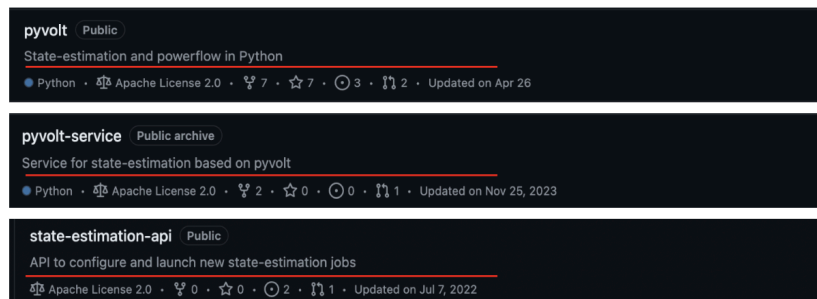 pyvolt Public
State-estimation and powerflow in Python
Python · Apache License 2.0 · 7 · 7 · 3 · 2 · Updated on Apr 26
pyvolt-service Public archive
Service for state-estimation based on pyvolt
Python · Apache License 2.0 · 2 · 0 · 0 · 1 · Updated on Nov 25, 2023
state-estimation-api Public
API to configure and launch new state-estimation jobs
Apache License 2.0 · 0 · 0 · 2 · 1 · Updated on Jul 7, 2022